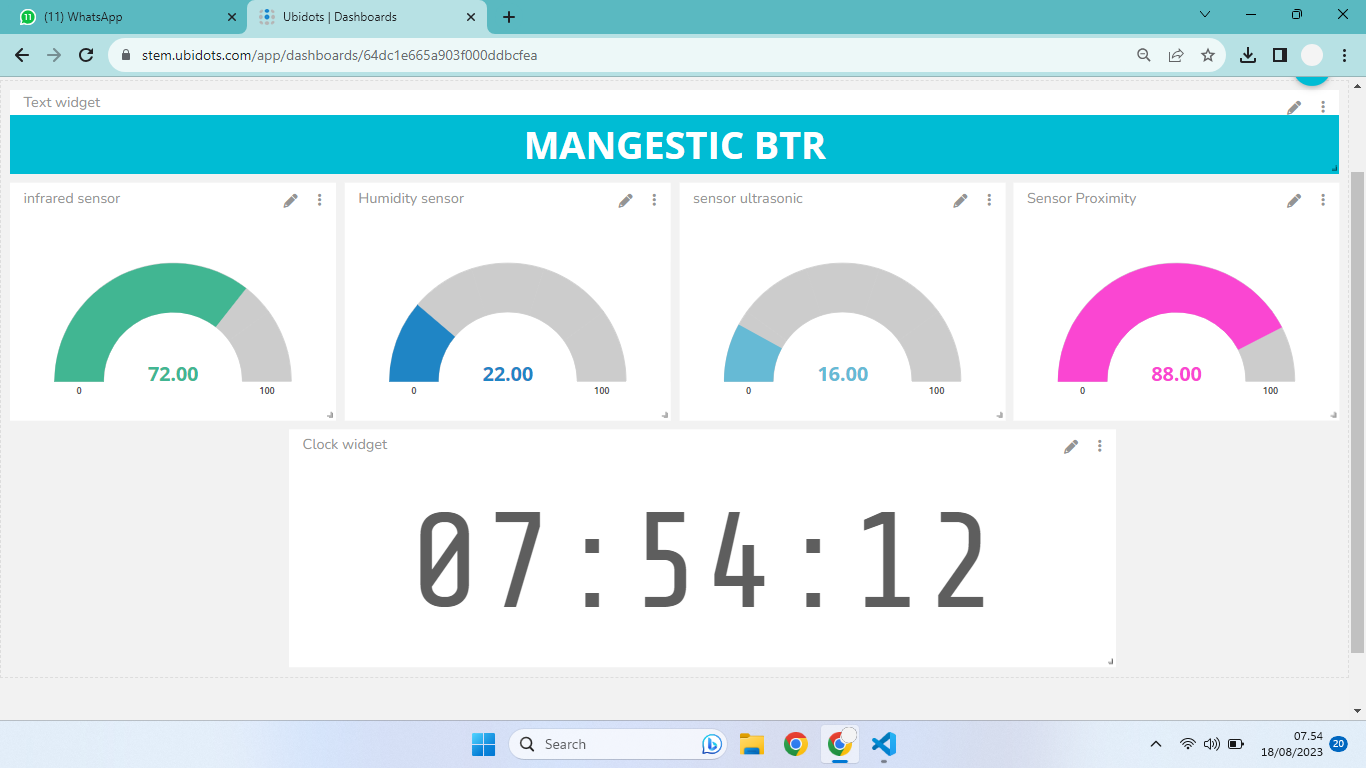 11 (11) WhatsApp
Ubidots | Dashboards
stem.ubidots.com/app/dashboards/64dc1e665a903f000ddbcfea
Text widget
MANGESTIC BTR
infrared sensor
72.00
0 100
Humidity sensor
22.00
0 100
sensor ultrasonic
16.00
0 100
Sensor Proximity
88.00
0 100
Clock widget
07:54:12
Search
07.54
18/08/2023 20